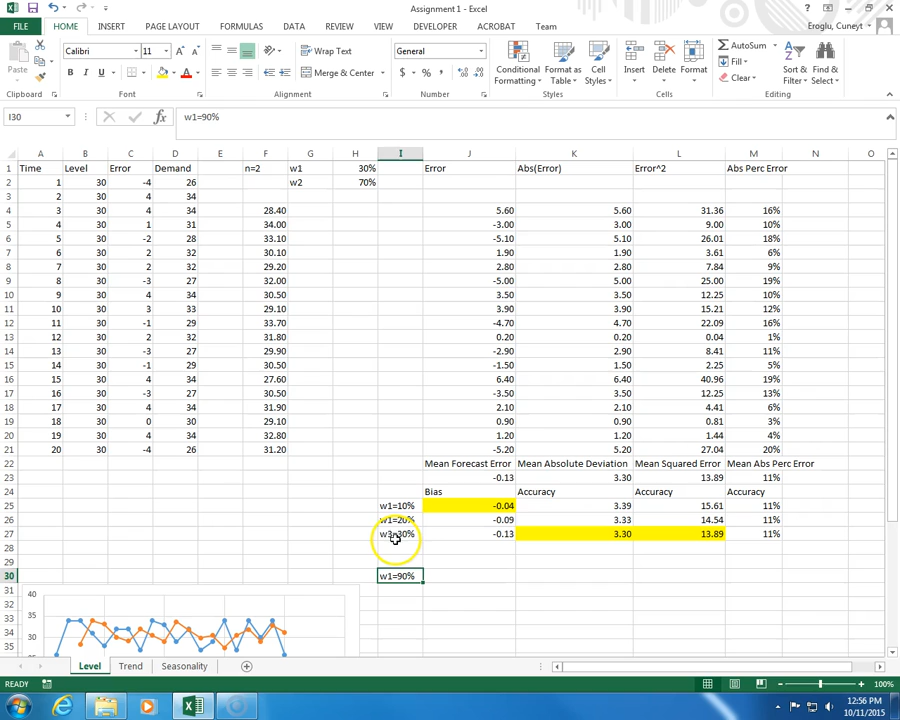 Assignment 1 - Excel
FILE HOME INSERT PAGE LAYOUT FORMULAS DATA REVIEW VIEW DEVELOPER ACROBAT Team Eroglu, Cuneyt
Paste Calibri 11 Wrap Text General Conditional Formatting Format as Table Cell Styles Insert Delete Format AutoSum Sort & Filter Find & Select
B I U Merge & Center $ % , Fill
Clear
Clipboard Font Alignment Number Styles Cells Editing
I30 fx w1=90%
A B C D E F G H I J K L M N O
1 Time Level Error Demand n=2 w1 30% Error Abs(Error) Error^2 Abs Perc Error
2 1 30 -4 26 w2 70%
3 2 30 4 34
4 3 30 4 34 28.40 5.60 5.60 31.36 16%
5 4 30 1 31 34.00 -3.00 3.00 9.00 10%
6 5 30 -2 28 33.10 -5.10 5.10 26.01 18%
7 6 30 2 32 30.10 1.90 1.90 3.61 6%
8 7 30 2 32 29.20 2.80 2.80 7.84 9%
9 8 30 -3 27 32.00 -5.00 5.00 25.00 19%
10 9 30 4 34 30.50 3.50 3.50 12.25 10%
11 10 30 3 33 29.10 3.90 3.90 15.21 12%
12 11 30 -1 29 33.70 -4.70 4.70 22.09 16%
13 12 30 2 32 31.80 0.20 0.20 0.04 1%
14 13 30 -3 27 29.90 -2.90 2.90 8.41 11%
15 14 30 -1 29 30.50 -1.50 1.50 2.25 5%
16 15 30 4 34 27.60 6.40 6.40 40.96 19%
17 16 30 -3 27 30.50 -3.50 3.50 12.25 13%
18 17 30 4 34 31.90 2.10 2.10 4.41 6%
19 18 30 0 30 29.10 0.90 0.90 0.81 3%
20 19 30 4 34 32.80 1.20 1.20 1.44 4%
21 20 30 -4 26 31.20 -5.20 5.20 27.04 20%
22 Mean Forecast Error Mean Absolute Deviation Mean Squared Error Mean Abs Perc Error
23 -0.13 3.30 13.89 11%
24 Bias Accuracy Accuracy Accuracy
25 w1=10% -0.04 3.39 15.61 11%
26 w1=20% -0.09 3.33 14.54 11%
27 w3=30% -0.13 3.30 13.89 11%
28
29
30 w1=90%
31 40
32
33 35
34
35 30
Level Trend Seasonality
READY 100%
12:56 PM
10/11/2015